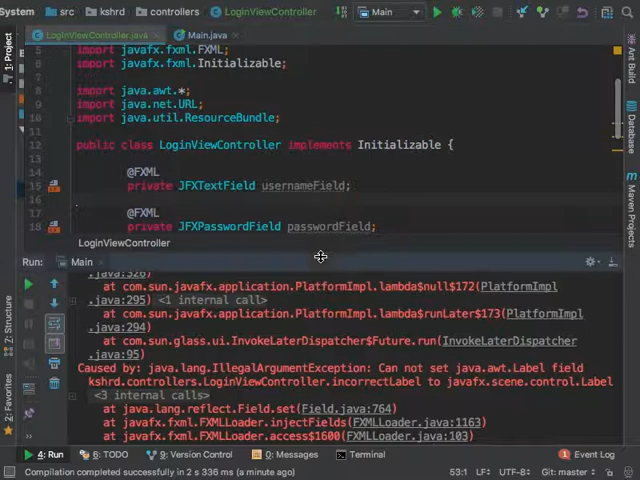 System src kshrd controllers LoginViewController Main Git:
LoginViewController.java Main.java
5 import javafx.fxml.FXML;
6 import javafx.fxml.Initializable;
7
8 import java.awt.*;
9 import java.net.URL;
10 import java.util.ResourceBundle;
11
12 public class LoginViewController implements Initializable {
13
14 @FXML
15 private JFXTextField usernameField;
16
17 @FXML
18 private JFXPasswordField passwordField;
LoginViewController
Run: Main
.java:326)
at com.sun.javafx.application.PlatformImpl.lambda$null$172(PlatformImpl
.java:295) <1 internal call>
at com.sun.javafx.application.PlatformImpl.lambda$runLater$173(PlatformImpl
.java:294)
at com.sun.glass.ui.InvokeLaterDispatcher$Future.run(InvokeLaterDispatcher
.java:95)
Caused by: java.lang.IllegalArgumentException: Can not set java.awt.Label field
kshrd.controllers.LoginViewController.incorrectLabel to javafx.scene.control.Label
<3 internal calls>
at java.lang.reflect.Field.set(Field.java:764)
at javafx.fxml.FXMLLoader.injectFields(FXMLLoader.java:1163)
at javafx.fxml.FXMLLoader.access$1600(FXMLLoader.java:103)
4: Run 6: TODO 9: Version Control 0: Messages Terminal 1 Event Log
Compilation completed successfully in 2 s 336 ms (a minute ago) 53:1 LF÷ UTF-8÷ Git: master÷
1: Project
7: Structure
2: Favorites
Ant Build
Database
Maven Projects